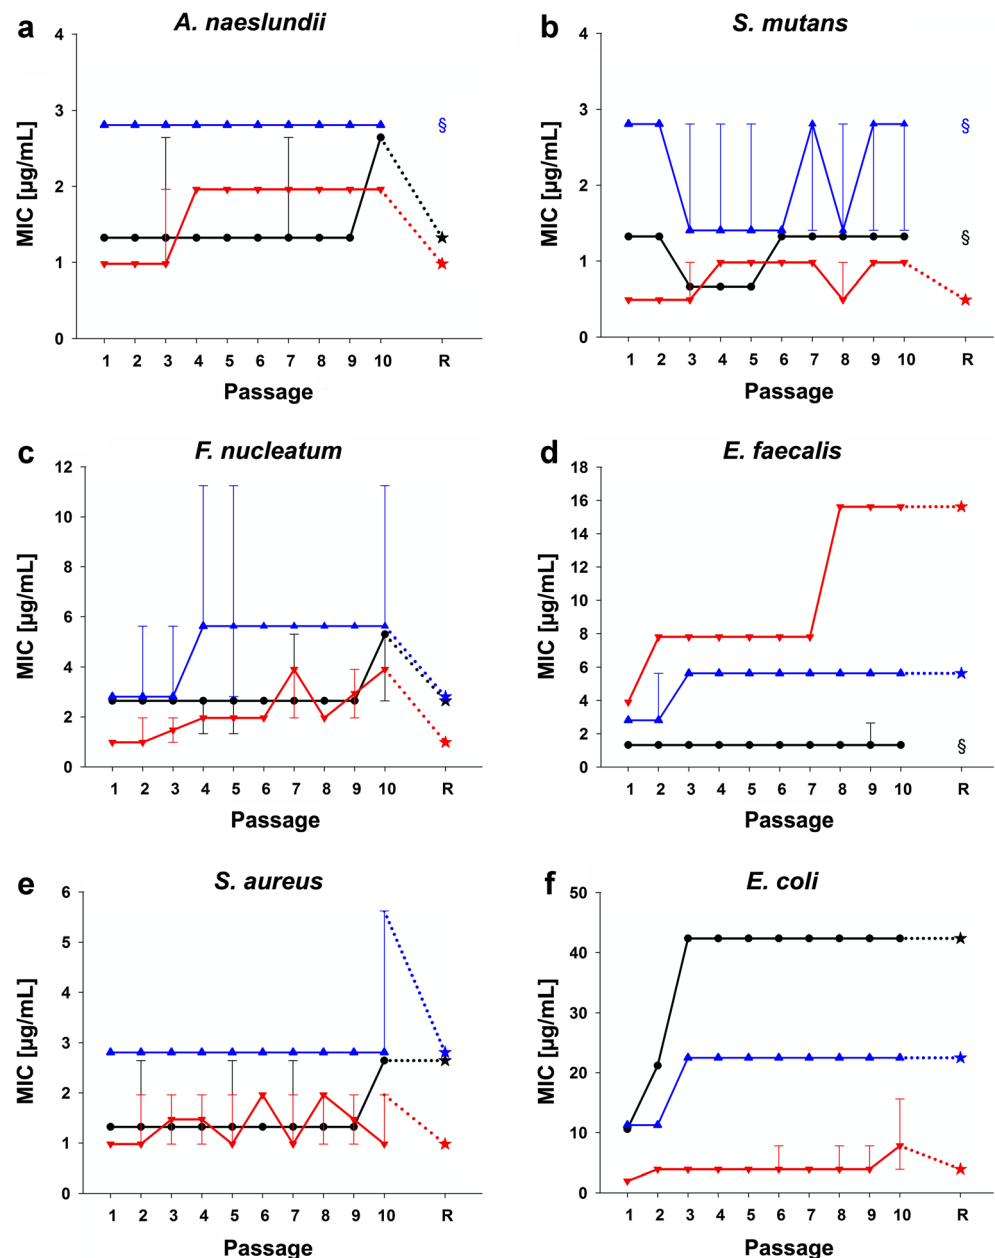 a
A. naeslundii
4
3
2
1
0
MIC [µg/mL]
§
1 2 3 4 5 6 7 8 9 10 R
Passage
b
S. mutans
4
3
2
1
0
MIC [µg/mL]
§
§
1 2 3 4 5 6 7 8 9 10 R
Passage
c
F. nucleatum
12
10
8
6
4
2
0
MIC [µg/mL]
1 2 3 4 5 6 7 8 9 10 R
Passage
d
E. faecalis
18
16
14
12
10
8
6
4
2
0
MIC [µg/mL]
§
1 2 3 4 5 6 7 8 9 10 R
Passage
e
S. aureus
6
5
4
3
2
1
0
MIC [µg/mL]
1 2 3 4 5 6 7 8 9 10 R
Passage
f
E. coli
50
40
30
20
10
0
MIC [µg/mL]
1 2 3 4 5 6 7 8 9 10 R
Passage